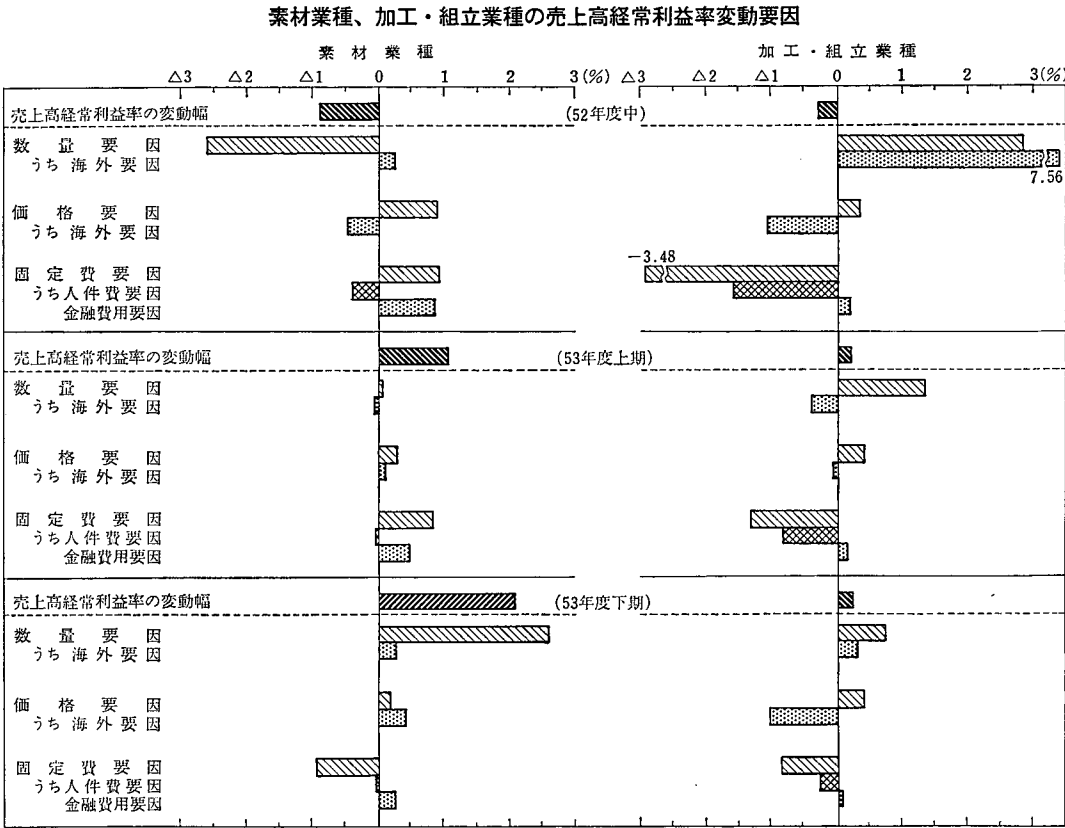 素材業種、加工・組立業種の売上高経常利益率変動要因
素材業種 加工・組立業種
△3 △2 △1 0 1 2 3(%) △3 △2 △1 0 1 2 3(%)
売上高経常利益率の変動幅 (52年度中)
数量要因
うち海外要因
7.56
価格要因
うち海外要因
-3.48
固定費要因
うち人件費要因
金融費用要因
売上高経常利益率の変動幅 (53年度上期)
数量要因
うち海外要因
価格要因
うち海外要因
固定費要因
うち人件費要因
金融費用要因
売上高経常利益率の変動幅 (53年度下期)
数量要因
うち海外要因
価格要因
うち海外要因
固定費要因
うち人件費要因
金融費用要因